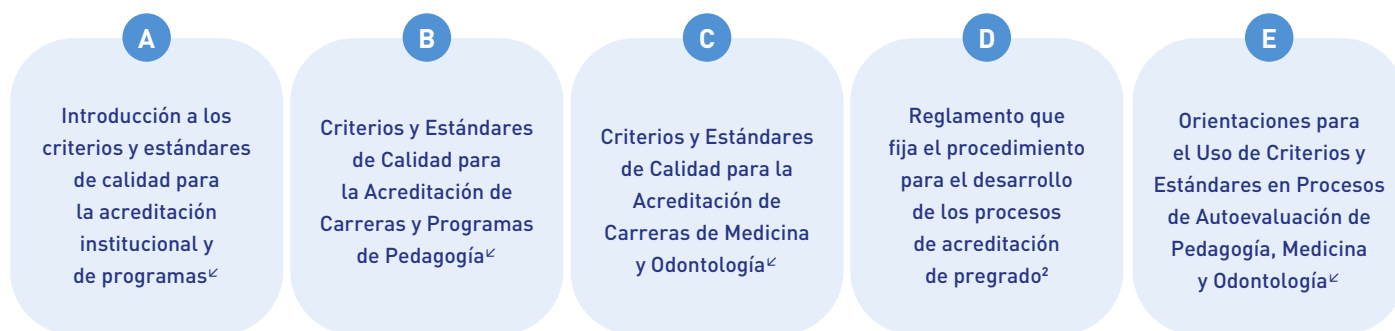 A
Introducción a los
criterios y estándares
de calidad para
la acreditación
institucional y
de programas↙
B
Criterios y Estándares
de Calidad para
la Acreditación de
Carreras y Programas
de Pedagogía↙
C
Criterios y Estándares
de Calidad para la
Acreditación de
Carreras de Medicina
y Odontología↙
D
Reglamento que
fija el procedimiento
para el desarrollo
de los procesos
de acreditación
de pregrado²
E
Orientaciones para
el Uso de Criterios y
Estándares en Procesos
de Autoevaluación de
Pedagogía, Medicina
y Odontología↙